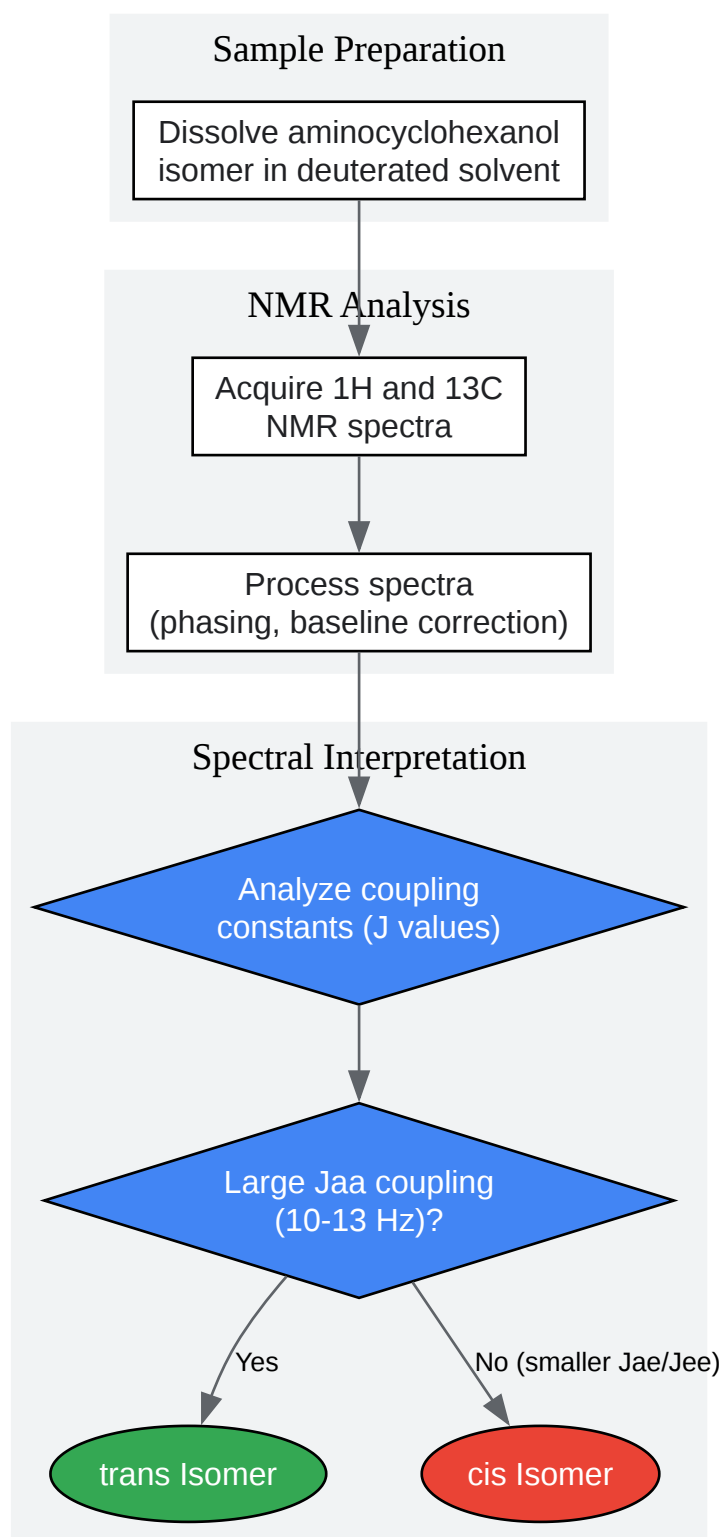 Sample Preparation
Dissolve aminocyclohexanol
isomer in deuterated solvent
NMR Analysis
Acquire 1H and 13C
NMR spectra
Process spectra
(phasing, baseline correction)
Spectral Interpretation
Analyze coupling
constants (J values)
Large Jaa coupling
(10-13 Hz)?
Yes
No (smaller Jae/Jee)
trans Isomer
cis Isomer